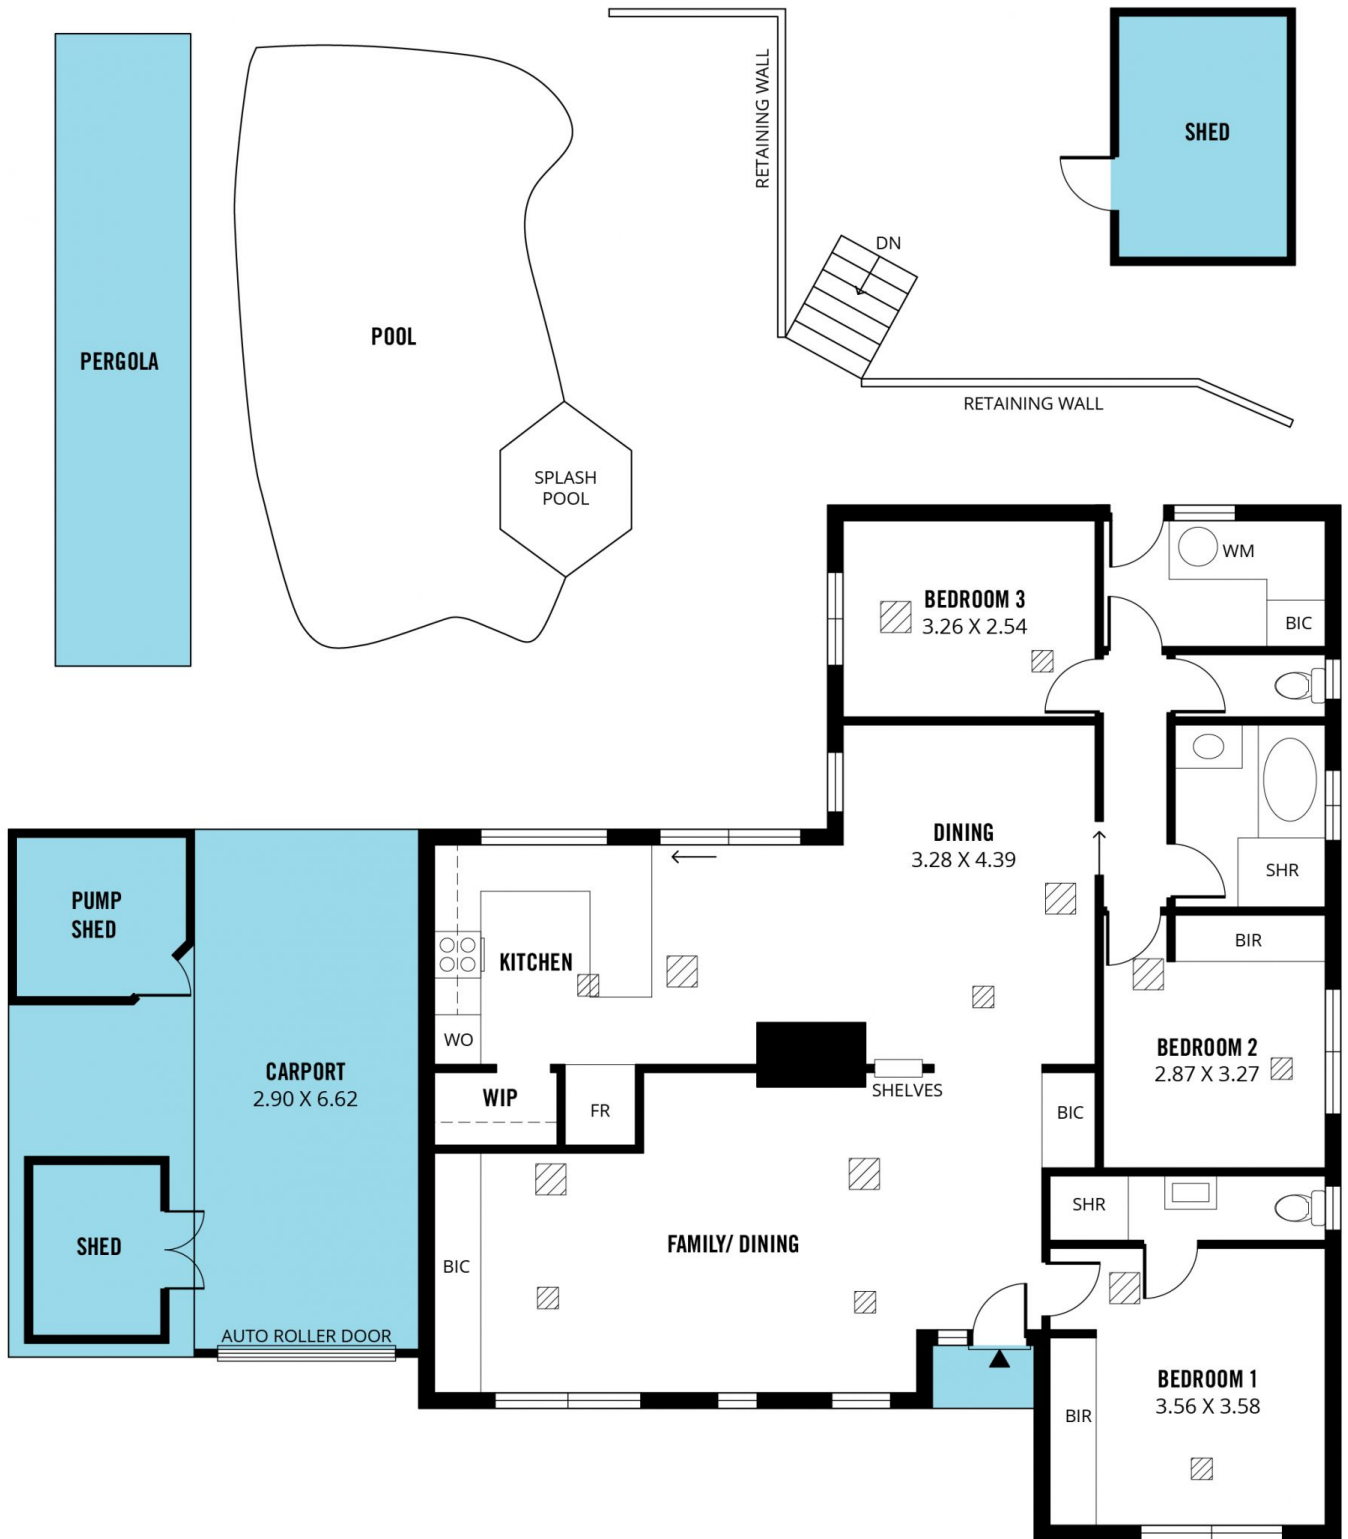 RETAINING WALL
SHED
DN
POOL
PERGOLA
RETAINING WALL
SPLASH
POOL
WM
BEDROOM 3
3.26 X 2.54
BIC
DINING
3.28 X 4.39
SHR
PUMP
SHED
BIR
KITCHEN
WO
BEDROOM 2
2.87 X 3.27
CARPORT
2.90 X 6.62
SHELVES
WIP
FR
BIC
SHR
SHED
FAMILY/ DINING
BIC
AUTO ROLLER DOOR
BEDROOM 1
3.56 X 3.58
BIR